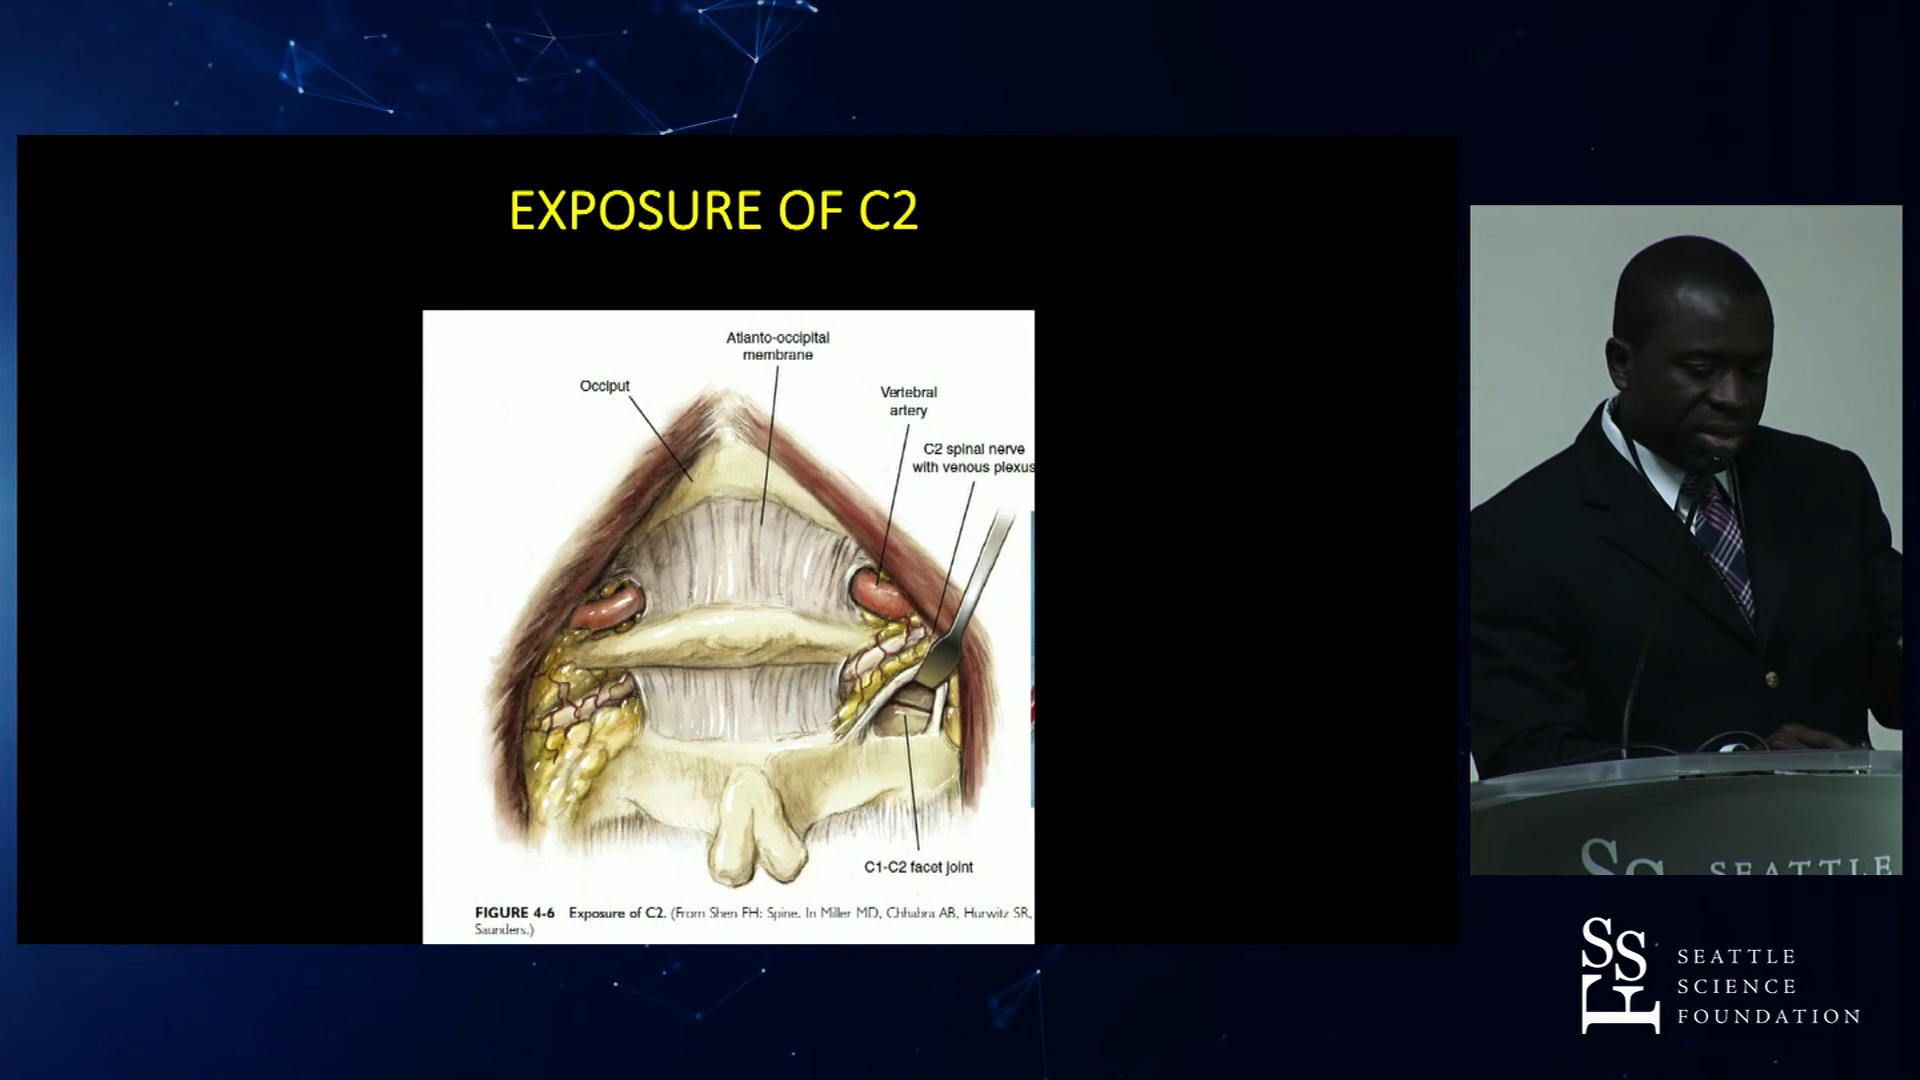 EXPOSURE OF C2
Atlanto-occipital
membrane
Occiput
Vertebral
artery
C2 spinal nerve
with venous plexus
C1-C2 facet joint
FIGURE 4-6 Exposure of C2. (From Shen FH: Spine. In Miller MD, Chhabra AB, Hurwitz SR,
Saunders.)
SEATTLE
SSF
SEATTLE
SCIENCE
FOUNDATION